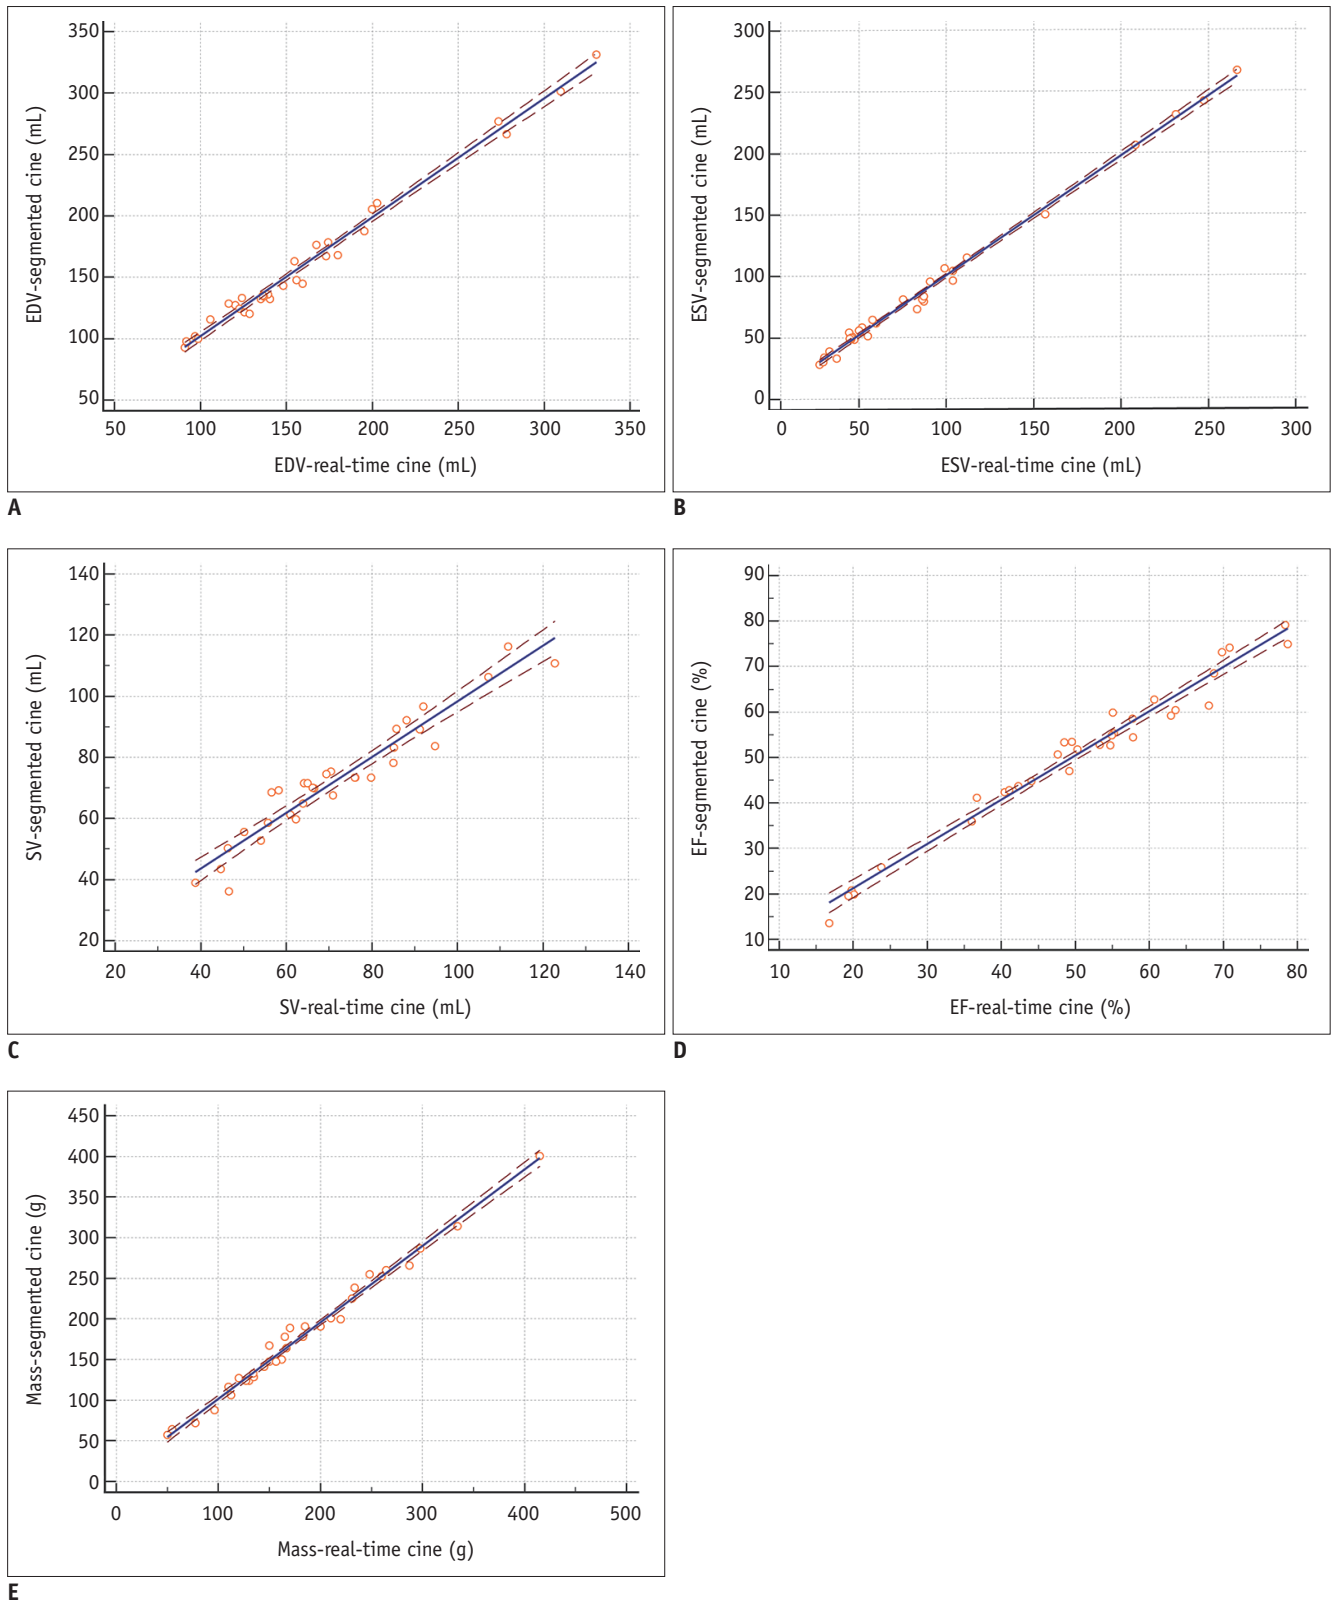 350
300
250
200
150
100
50
EDV-segmented cine (mL)
50 100 150 200 250 300 350
EDV-real-time cine (mL)
A
300
250
200
150
100
50
0
ESV-segmented cine (mL)
0 50 100 150 200 250 300
ESV-real-time cine (mL)
B
140
120
100
80
60
40
20
SV-segmented cine (mL)
20 40 60 80 100 120 140
SV-real-time cine (mL)
C
90
80
70
60
50
40
30
20
10
EF-segmented cine (%)
10 20 30 40 50 60 70 80
EF-real-time cine (%)
D
450
400
350
300
250
200
150
100
50
0
Mass-segmented cine (g)
0 100 200 300 400 500
Mass-real-time cine (g)
E